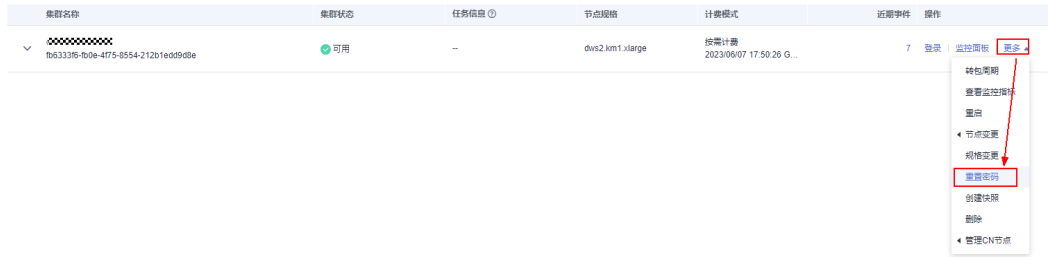 集群名称 集群状态 任务信息 节点规格 计费模式 近期事件 操作
fb6333f6-fb0e-4f75-8554-212b1edd9d8e 可用 -- dws2.km1.xlarge 按需计费 7 登录 监控面板 更多
2023/06/07 17:50:26 G...
转包周期
查看监控指标
重启
节点变更
规格变更
重置密码
创建快照
删除
管理CN节点